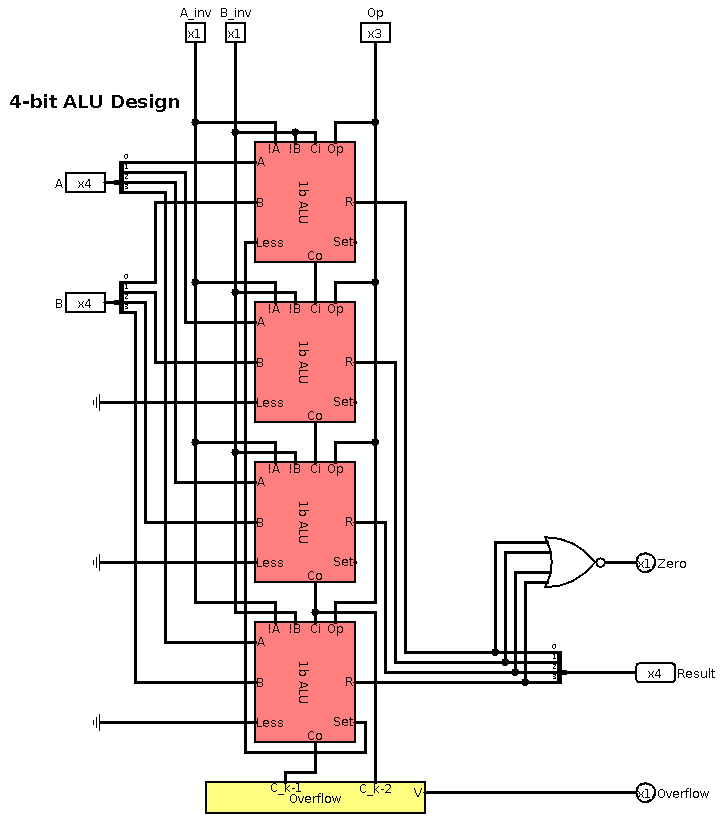 A_inv B_inv Op
x1 x1 x3
4-bit ALU Design
!A !B Ci Op
0
1
2
3
A x4
A
B
Less
1b ALU
R
Set
Co
0
1
2
3
B x4
!A !B Ci Op
A
B
Less
1b ALU
R
Set
Co
!A !B Ci Op
A
B
Less
1b ALU
R
Set
Co
x1 Zero
!A !B Ci Op
A
B
Less
1b ALU
R
Set
Co
0
1
2
3
x4 Result
C_k-1 C_k-2
Overflow
V
x1 Overflow